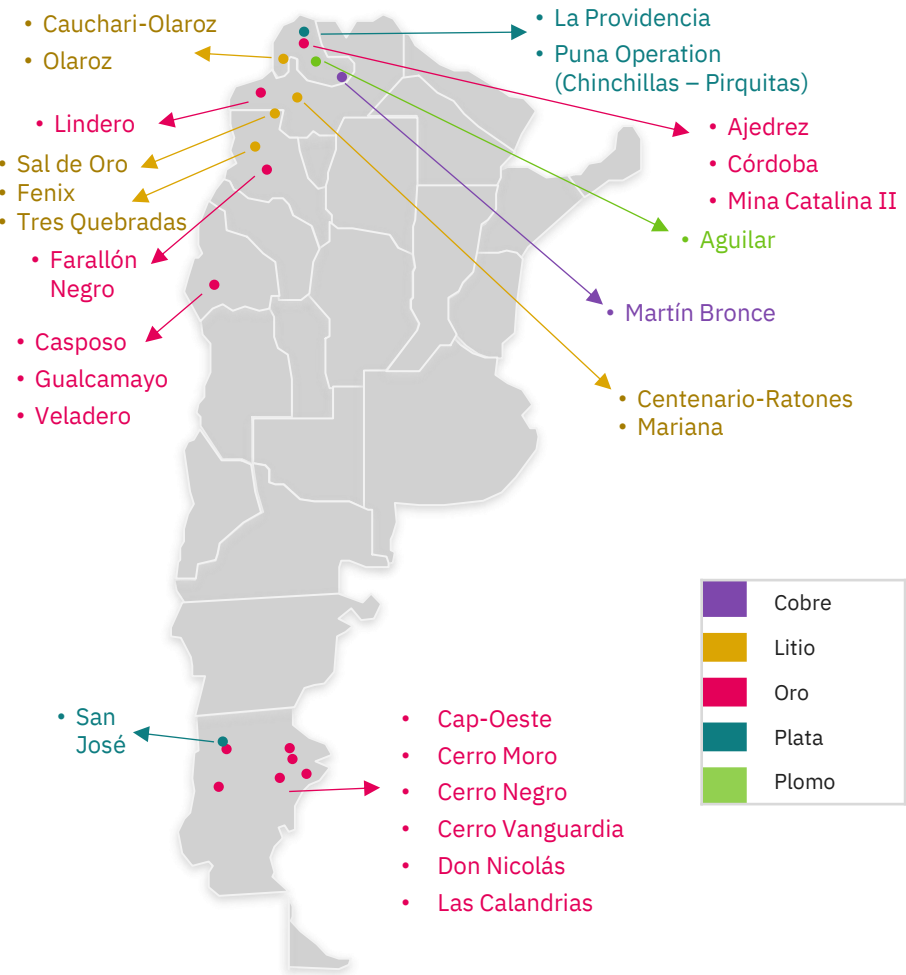 • Cauchari-Olaroz
• Olaroz
• La Providencia
• Puna Operation
(Chinchillas – Pirquitas)
• Lindero
• Ajedrez
• Córdoba
• Mina Catalina II
• Sal de Oro
• Fenix
• Tres Quebradas
• Aguilar
• Farallón
Negro
• Martín Bronce
• Casposo
• Gualcamayo
• Veladero
• Centenario-Ratones
• Mariana
Cobre
Litio
Oro
Plata
Plomo
• San
José
• Cap-Oeste
• Cerro Moro
• Cerro Negro
• Cerro Vanguardia
• Don Nicolás
• Las Calandrias